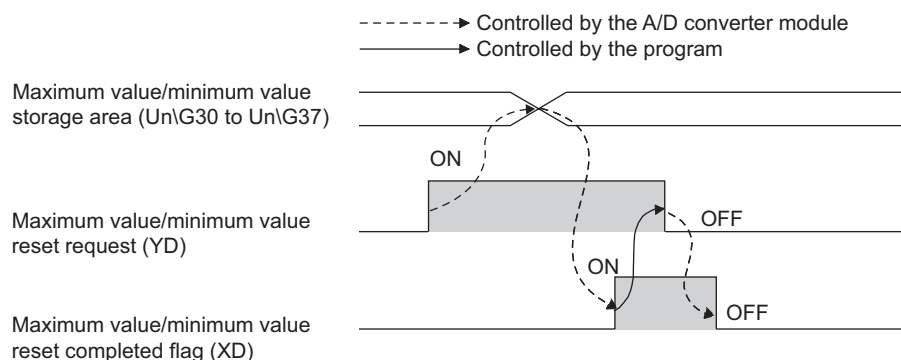 Controlled by the A/D converter module
Controlled by the program
Maximum value/minimum value
storage area (Un\G30 to Un\G37)
ON
Maximum value/minimum value
reset request (YD)
OFF
ON
Maximum value/minimum value
reset completed flag (XD)
OFF